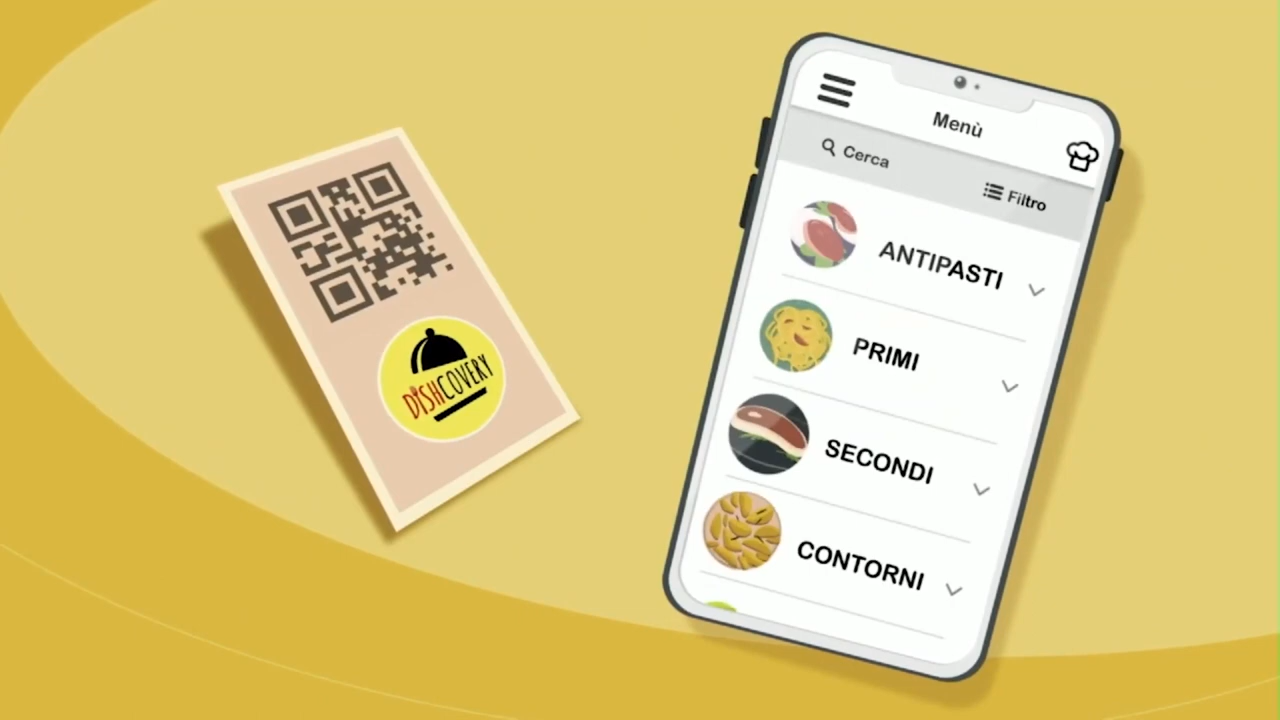 DISHCOVERY
Menù
Cerca
Filtro
ANTIPASTI
PRIMI
SECONDI
CONTORNI